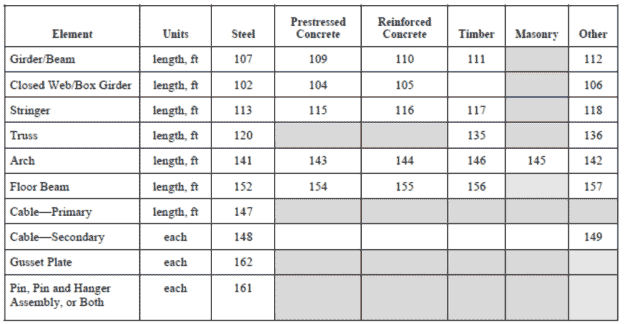 Element Units Steel Prestressed Concrete Reinforced Concrete Timber Masonry Other
Girder/Beam length, ft 107 109 110 111 112
Closed Web/Box Girder length, ft 102 104 105 106
Stringer length, ft 113 115 116 117 118
Truss length, ft 120 135 136
Arch length, ft 141 143 144 146 145 142
Floor Beam length, ft 152 154 155 156 157
Cable—Primary length, ft 147
Cable—Secondary each 148 149
Gusset Plate each 162
Pin, Pin and Hanger each 161
Assembly, or Both